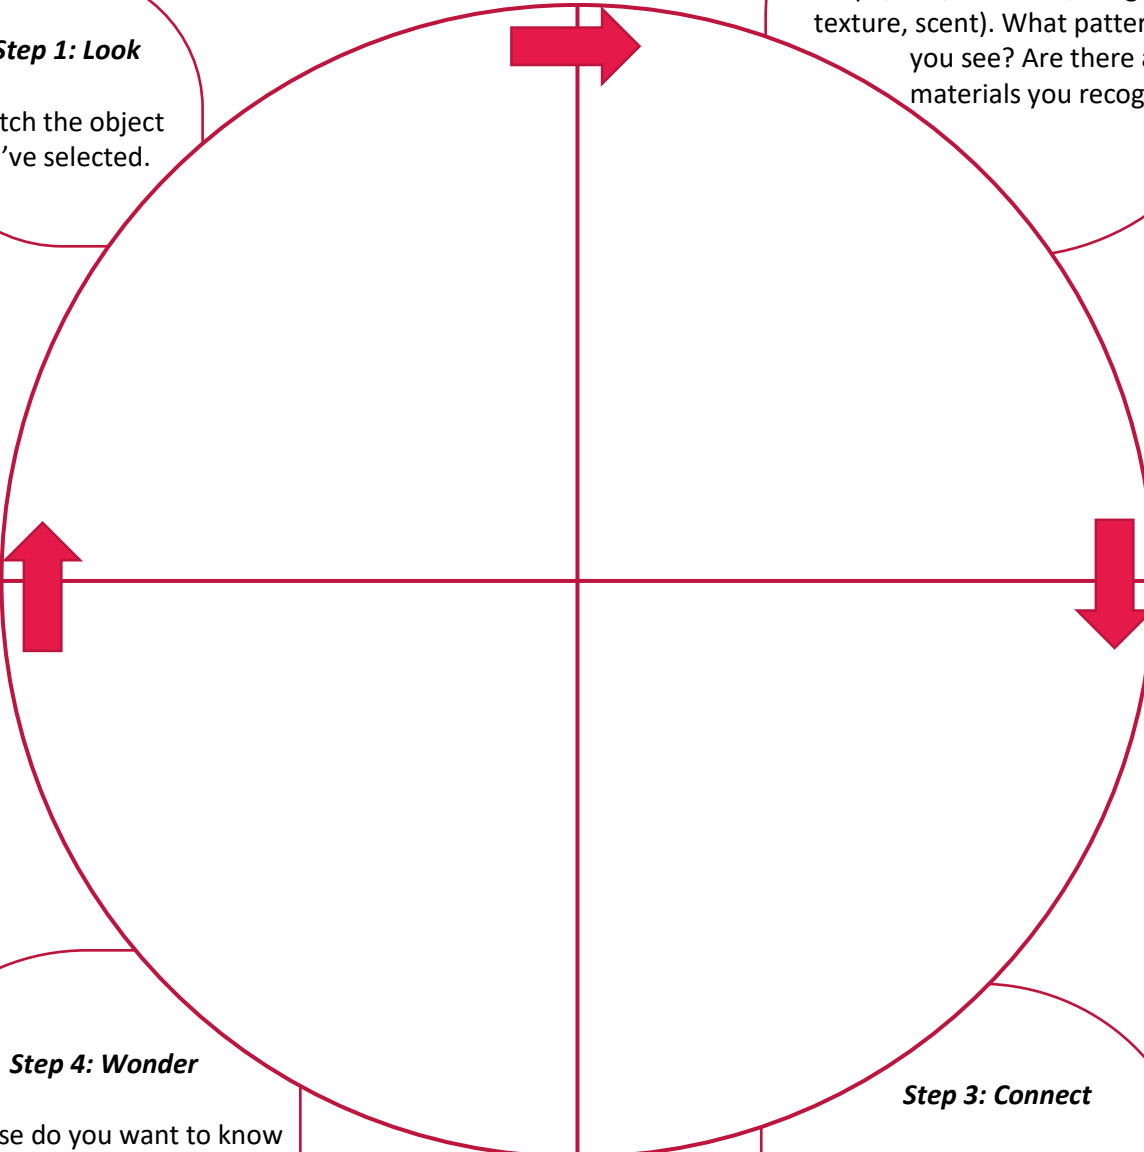 Step 1: Look
tch the object
've selected.
texture, scent). What patter
you see? Are there a
materials you recog
Step 4: Wonder
se do you want to know
Step 3: Connect